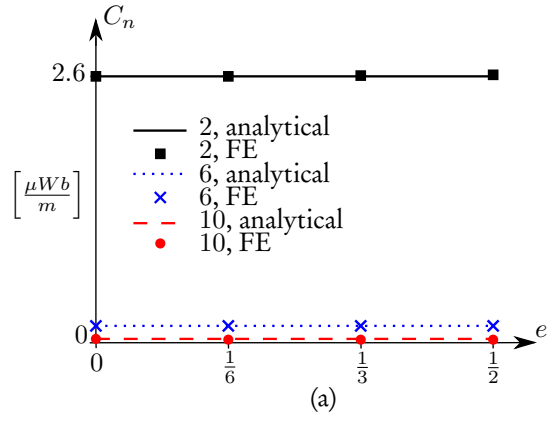 C_n
2.6
2, analytical
2, FE
6, analytical
[μWb/m]
6, FE
10, analytical
10, FE
0
e
0 1/6 1/3 1/2
(a)